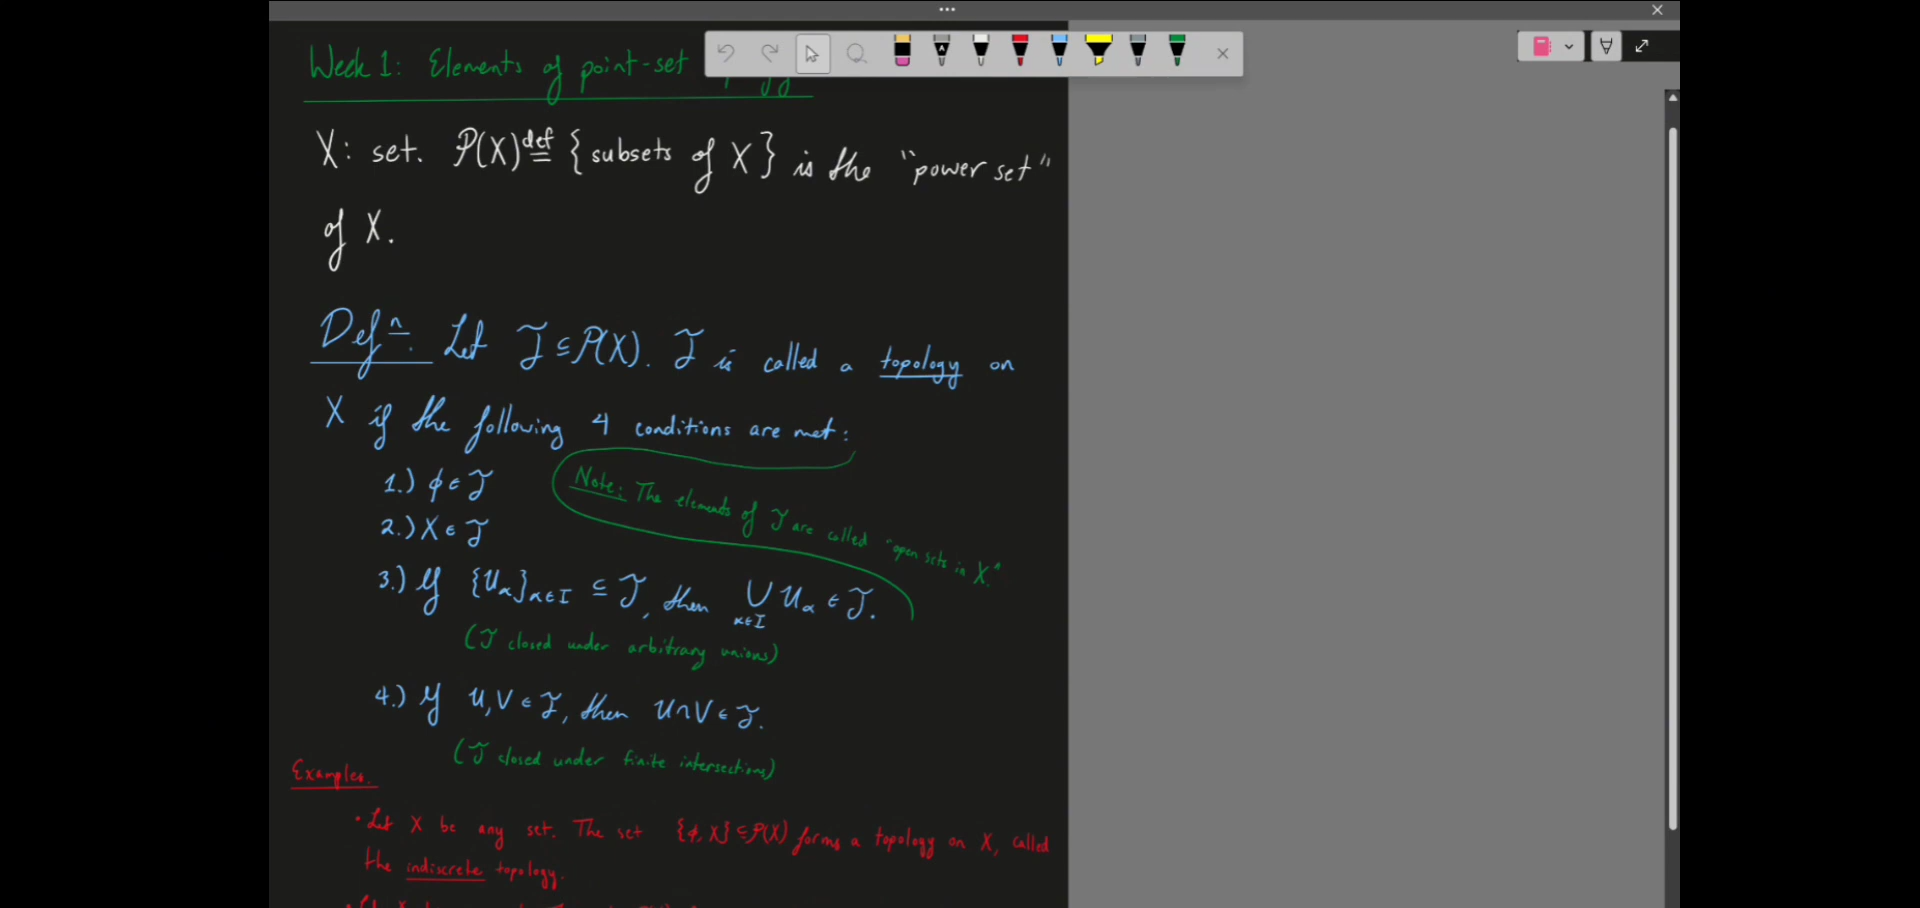 Week 1: Elements of point-set
X: set. P(X) def= {subsets of X} is the "power set"
of X.
Defⁿ: Let 𝒯 ⊆ P(X). 𝒯 is called a topology on
X if the following 4 conditions are met:
1.) ϕ ∈ 𝒯
Note: The elements of 𝒯 are called "open sets in X."
2.) X ∈ 𝒯
3.) If {U_α}_{α∈I} ⊆ 𝒯, then ⋃_{α∈I} U_α ∈ 𝒯.
(𝒯 closed under arbitrary unions)
4.) If U, V ∈ 𝒯, then U ∩ V ∈ 𝒯.
(𝒯 closed under finite intersections)
Examples.
• Let X be any set. The set {ϕ, X} ⊆ P(X) forms a topology on X, called
the indiscrete topology.